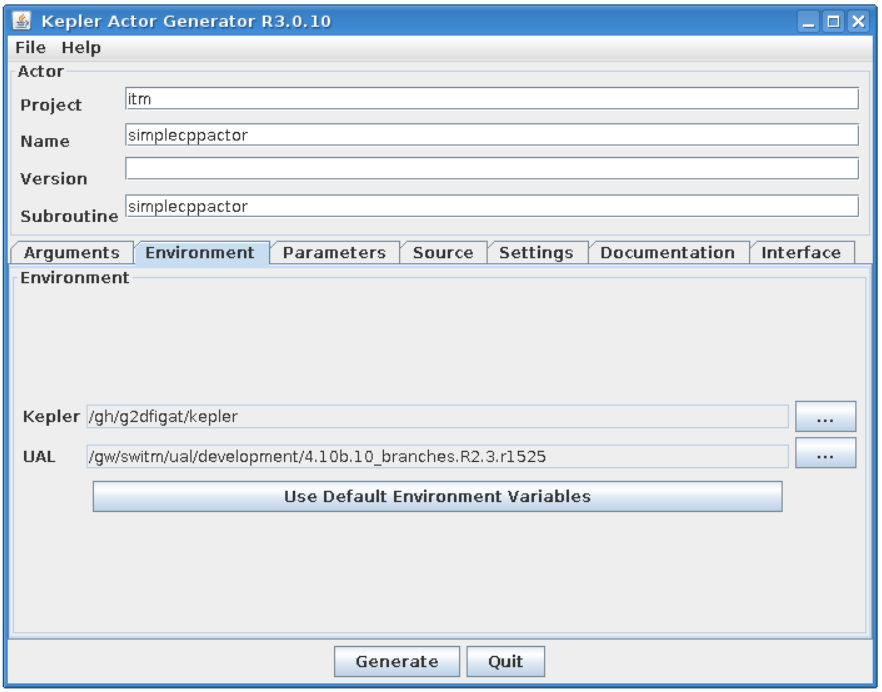 Kepler Actor Generator R3.0.10
File Help
Actor
Project itm
Name simplecppactor
Version
Subroutine simplecppactor
Arguments Environment Parameters Source Settings Documentation Interface
Environment
Kepler /gh/g2dfigat/kepler ...
UAL /gw/switm/ual/development/4.10b.10_branches.R2.3.r1525 ...
Use Default Environment Variables
Generate Quit